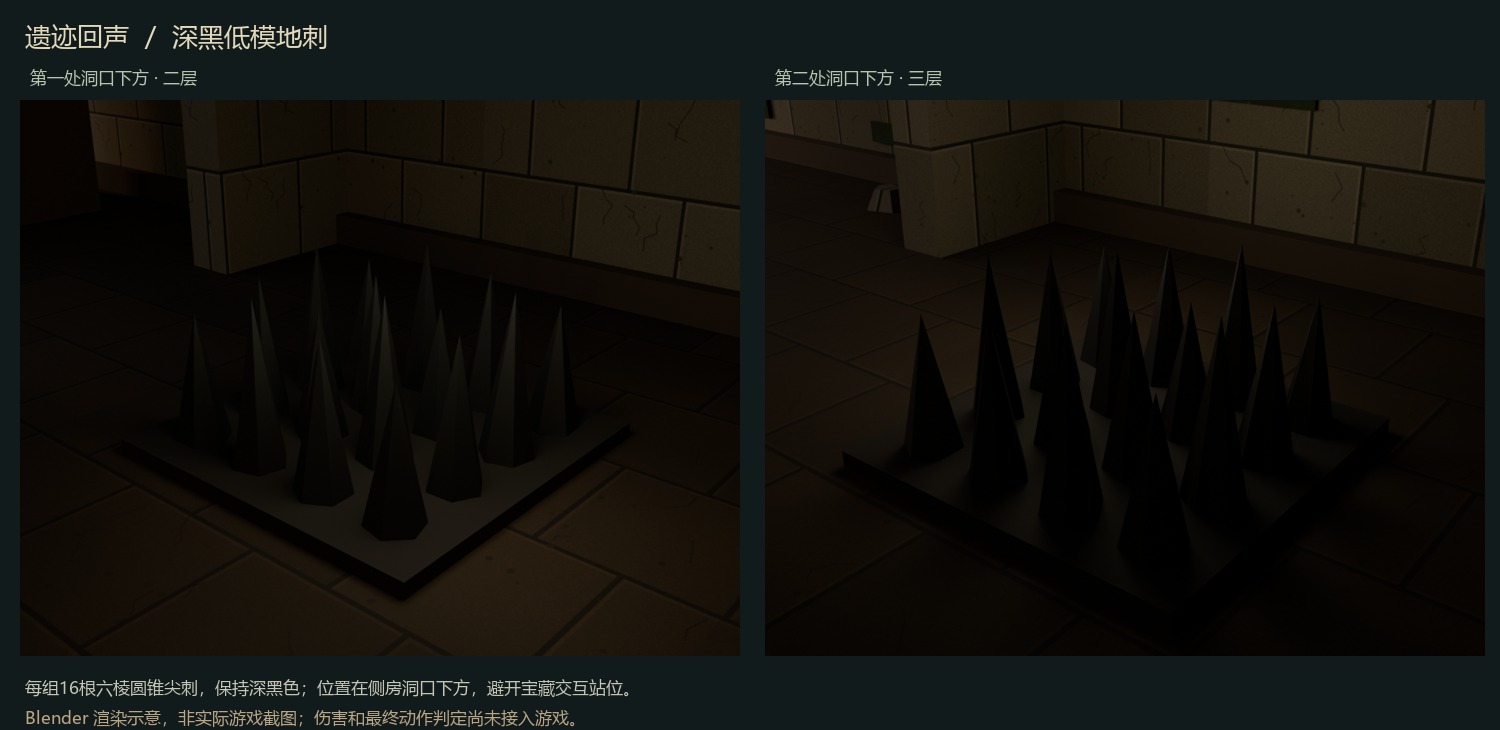 遗迹回声 / 深黑低模地刺
第一处洞口下方 · 二层
第二处洞口下方 · 三层
每组16根六棱圆锥尖刺，保持深黑色；位置在侧房洞口下方，避开宝藏交互站位。
Blender 渲染示意，非实际游戏截图；伤害和最终动作判定尚未接入游戏。